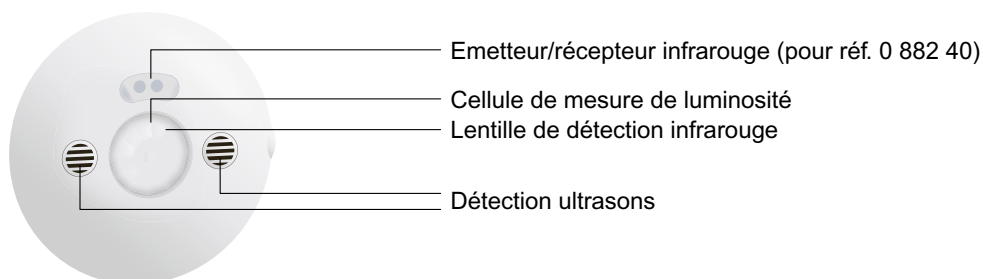 Emetteur/récepteur infrarouge (pour réf. 0 882 40)
Cellule de mesure de luminosité
Lentille de détection infrarouge
Détection ultrasons